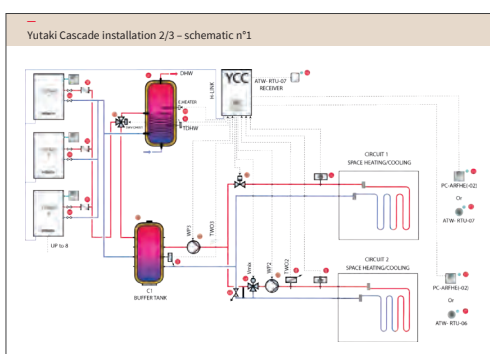 Yutaki Cascade installation 2/3 – schematic n°1
DHW
YCC
H-LINK
ATW- RTU-07
RECEIVER
E.HEATER
TDHW
CIRCUIT 1
SPACE HEATING/COOLING
PC-ARFHE(-02)
Or
ATW- RTU-07
UP to 8
WP3
TWO3
C1
BUFFER TANK
Vmix
WP2
TWO2
CIRCUIT 2
SPACE HEATING/COOLING
PC-ARFHE(-02)
Or
ATW- RTU-06